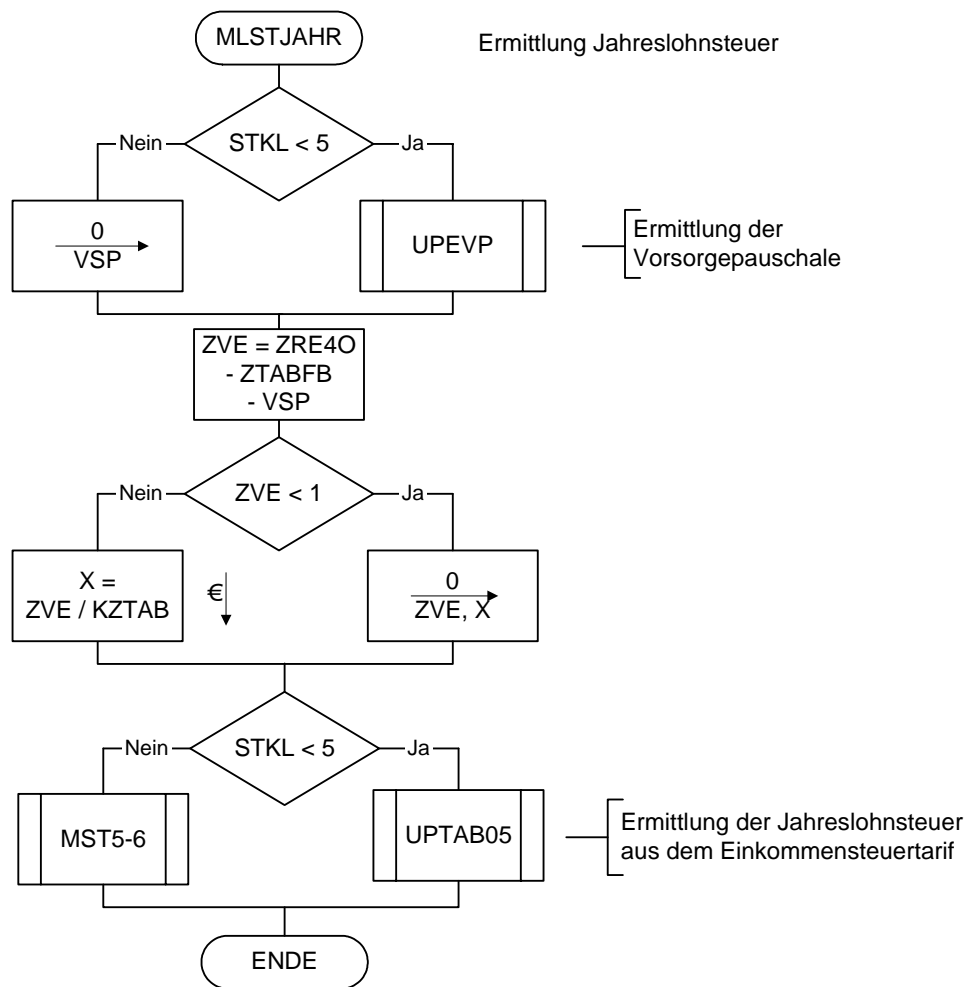 MLSTJAHR
Ermittlung Jahreslohnsteuer
STKL < 5
Nein
Ja
0
VSP
UPEVP
Ermittlung der
Vorsorgepauschale
ZVE = ZRE4O
- ZTABFB
- VSP
ZVE < 1
Nein
Ja
X =
ZVE / KZTAB
€
0
ZVE, X
STKL < 5
Nein
Ja
MST5-6
UPTAB05
Ermittlung der Jahreslohnsteuer
aus dem Einkommensteuertarif
ENDE